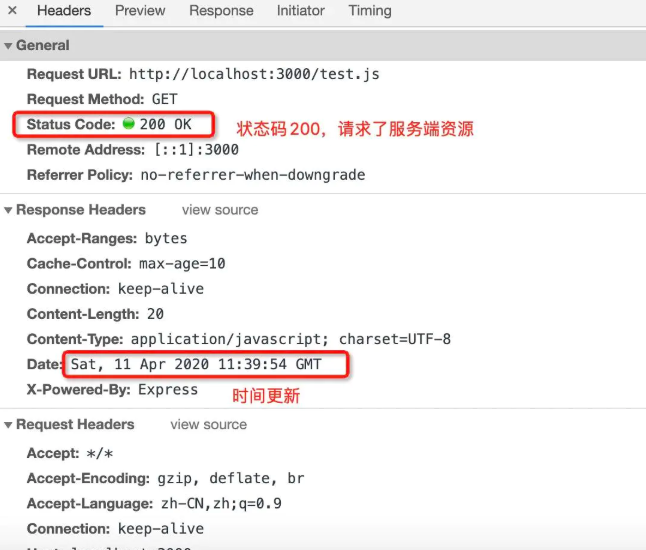 × Headers Preview Response Initiator Timing
▼ General
Request URL: http://localhost:3000/test.js
Request Method: GET
Status Code: 200 OK 状态码200，请求了服务端资源
Remote Address: [::1]:3000
Referrer Policy: no-referrer-when-downgrade
▼ Response Headers view source
Accept-Ranges: bytes
Cache-Control: max-age=10
Connection: keep-alive
Content-Length: 20
Content-Type: application/javascript; charset=UTF-8
Date: Sat, 11 Apr 2020 11:39:54 GMT
X-Powered-By: Express 时间更新
▼ Request Headers view source
Accept: */*
Accept-Encoding: gzip, deflate, br
Accept-Language: zh-CN,zh;q=0.9
Connection: keep-alive